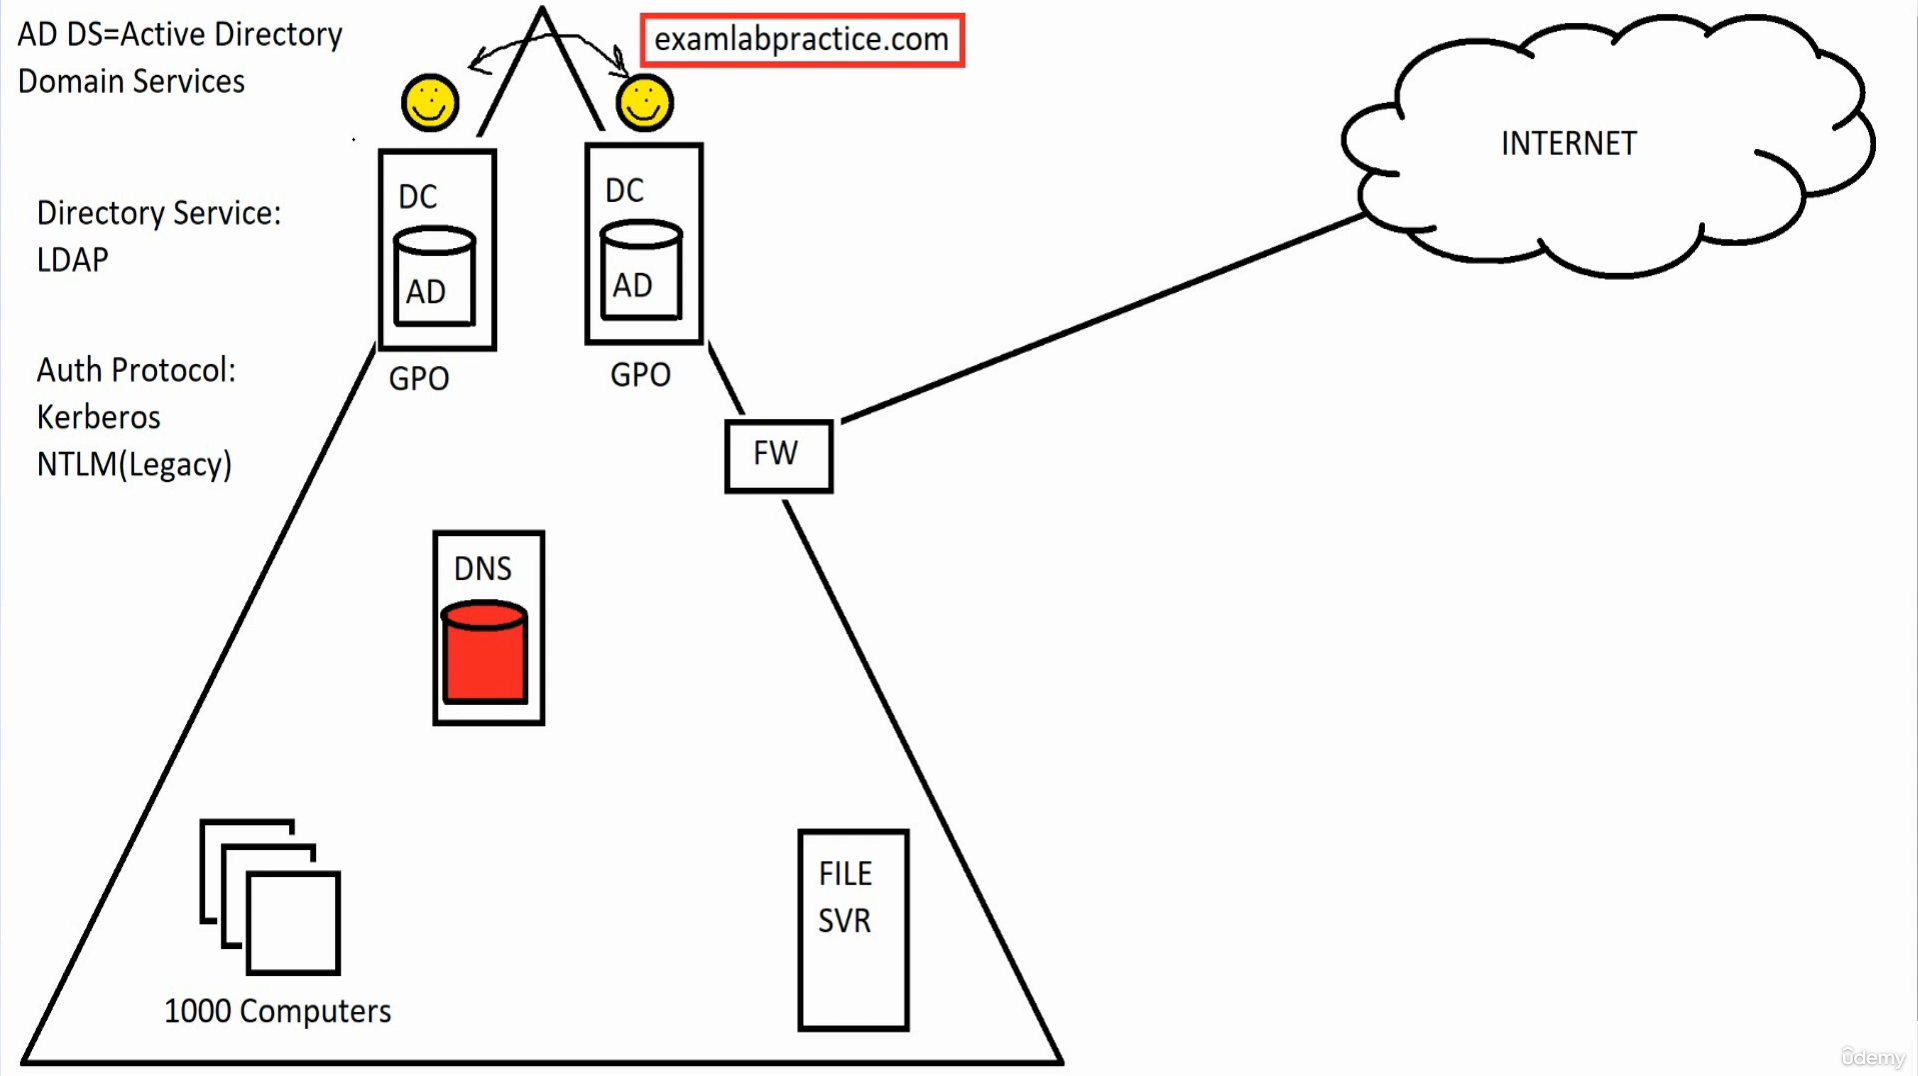 AD DS=Active Directory
Domain Services
examlabpractice.com
INTERNET
DC
AD
GPO
DC
AD
GPO
Directory Service:
LDAP
Auth Protocol:
Kerberos
NTLM(Legacy)
FW
DNS
1000 Computers
FILE
SVR
ûdemy